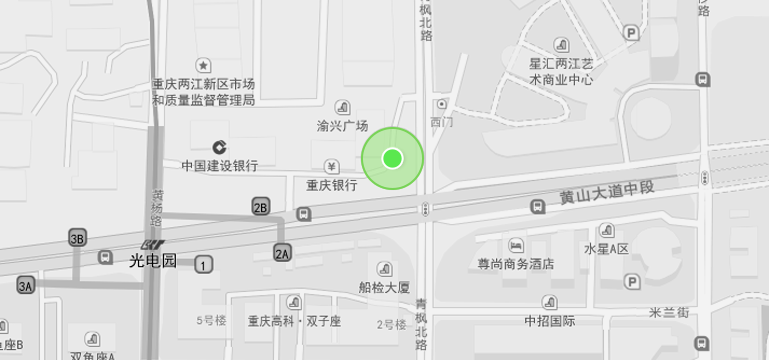 青枫北路
杉路
P
星汇两江艺
术商业中心
重庆两江新区市场
和质量监督管理局
渝兴广场
西门
中国建设银行
¥
重庆银行
黄山大道中段
黄杨路
2B
3B
2A
光电园
1
3A
水星A区
尊尚商务酒店
P
船检大厦
5号楼
重庆高科·双子座
2号楼
青枫北路
中招国际
米兰街
鱼座B
双鱼座A